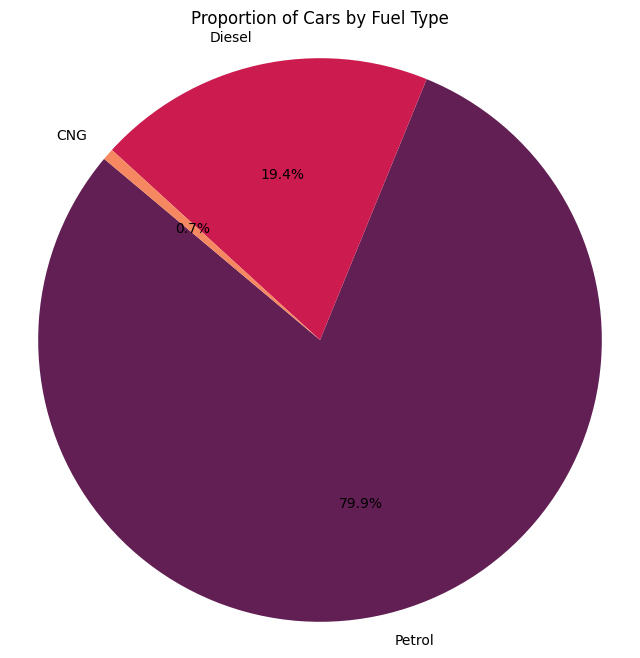 Proportion of Cars by Fuel Type
Diesel
CNG
19.4%
0.7%
79.9%
Petrol